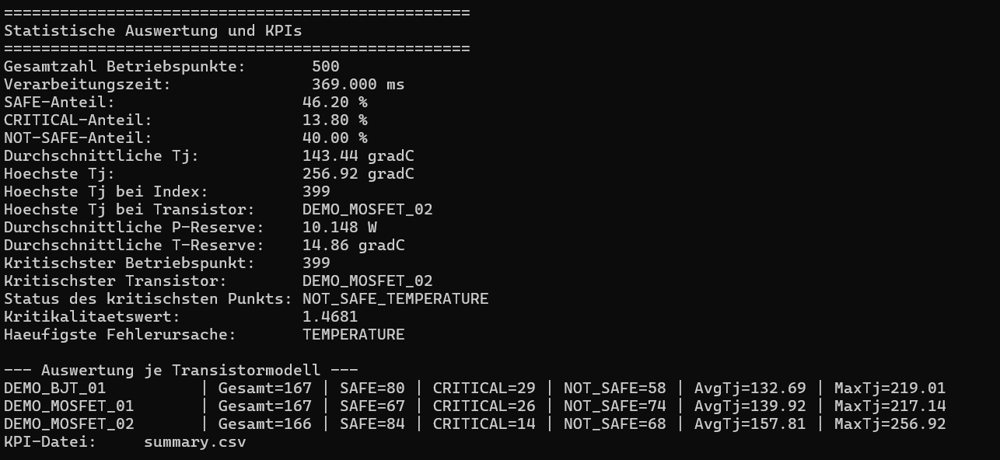 ==================================================
Statistische Auswertung und KPIs
==================================================
Gesamtzahl Betriebspunkte:       500
Verarbeitungszeit:               369.000 ms
SAFE-Anteil:                    46.20 %
CRITICAL-Anteil:                13.80 %
NOT-SAFE-Anteil:                40.00 %
Durchschnittliche Tj:           143.44 gradC
Hoechste Tj:                    256.92 gradC
Hoechste Tj bei Index:          399
Hoechste Tj bei Transistor:     DEMO_MOSFET_02
Durchschnittliche P-Reserve:    10.148 W
Durchschnittliche T-Reserve:    14.86 gradC
Kritischster Betriebspunkt:     399
Kritischster Transistor:        DEMO_MOSFET_02
Status des kritischsten Punkts: NOT_SAFE_TEMPERATURE
Kritikalitaetswert:             1.4681
Haeufigste Fehlerursache:       TEMPERATURE

--- Auswertung je Transistormodell ---
DEMO_BJT_01          | Gesamt=167 | SAFE=80 | CRITICAL=29 | NOT_SAFE=58 | AvgTj=132.69 | MaxTj=219.01
DEMO_MOSFET_01       | Gesamt=167 | SAFE=67 | CRITICAL=26 | NOT_SAFE=74 | AvgTj=139.92 | MaxTj=217.14
DEMO_MOSFET_02       | Gesamt=166 | SAFE=84 | CRITICAL=14 | NOT_SAFE=68 | AvgTj=157.81 | MaxTj=256.92
KPI-Datei:     summary.csv